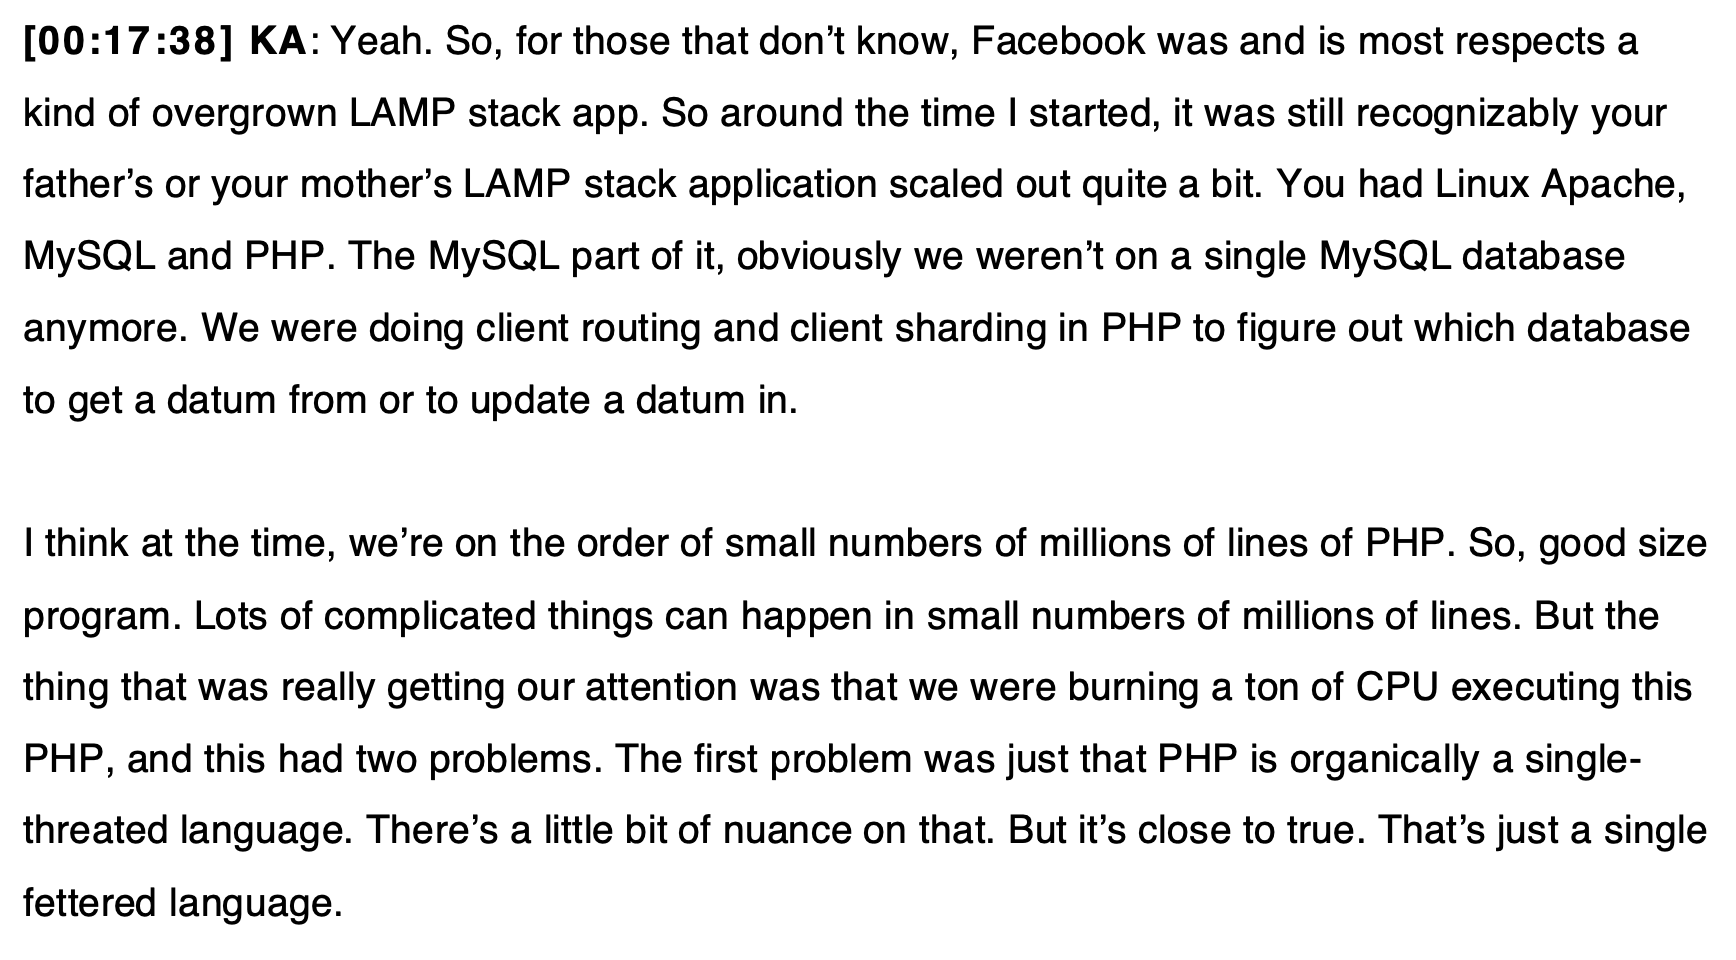 [00:17:38] KA: Yeah. So, for those that don’t know, Facebook was and is most respects a
kind of overgrown LAMP stack app. So around the time I started, it was still recognizably your
father’s or your mother’s LAMP stack application scaled out quite a bit. You had Linux Apache,
MySQL and PHP. The MySQL part of it, obviously we weren’t on a single MySQL database
anymore. We were doing client routing and client sharding in PHP to figure out which database
to get a datum from or to update a datum in.
I think at the time, we’re on the order of small numbers of millions of lines of PHP. So, good size
program. Lots of complicated things can happen in small numbers of millions of lines. But the
thing that was really getting our attention was that we were burning a ton of CPU executing this
PHP, and this had two problems. The first problem was just that PHP is organically a single-
threated language. There’s a little bit of nuance on that. But it’s close to true. That’s just a single
fettered language.